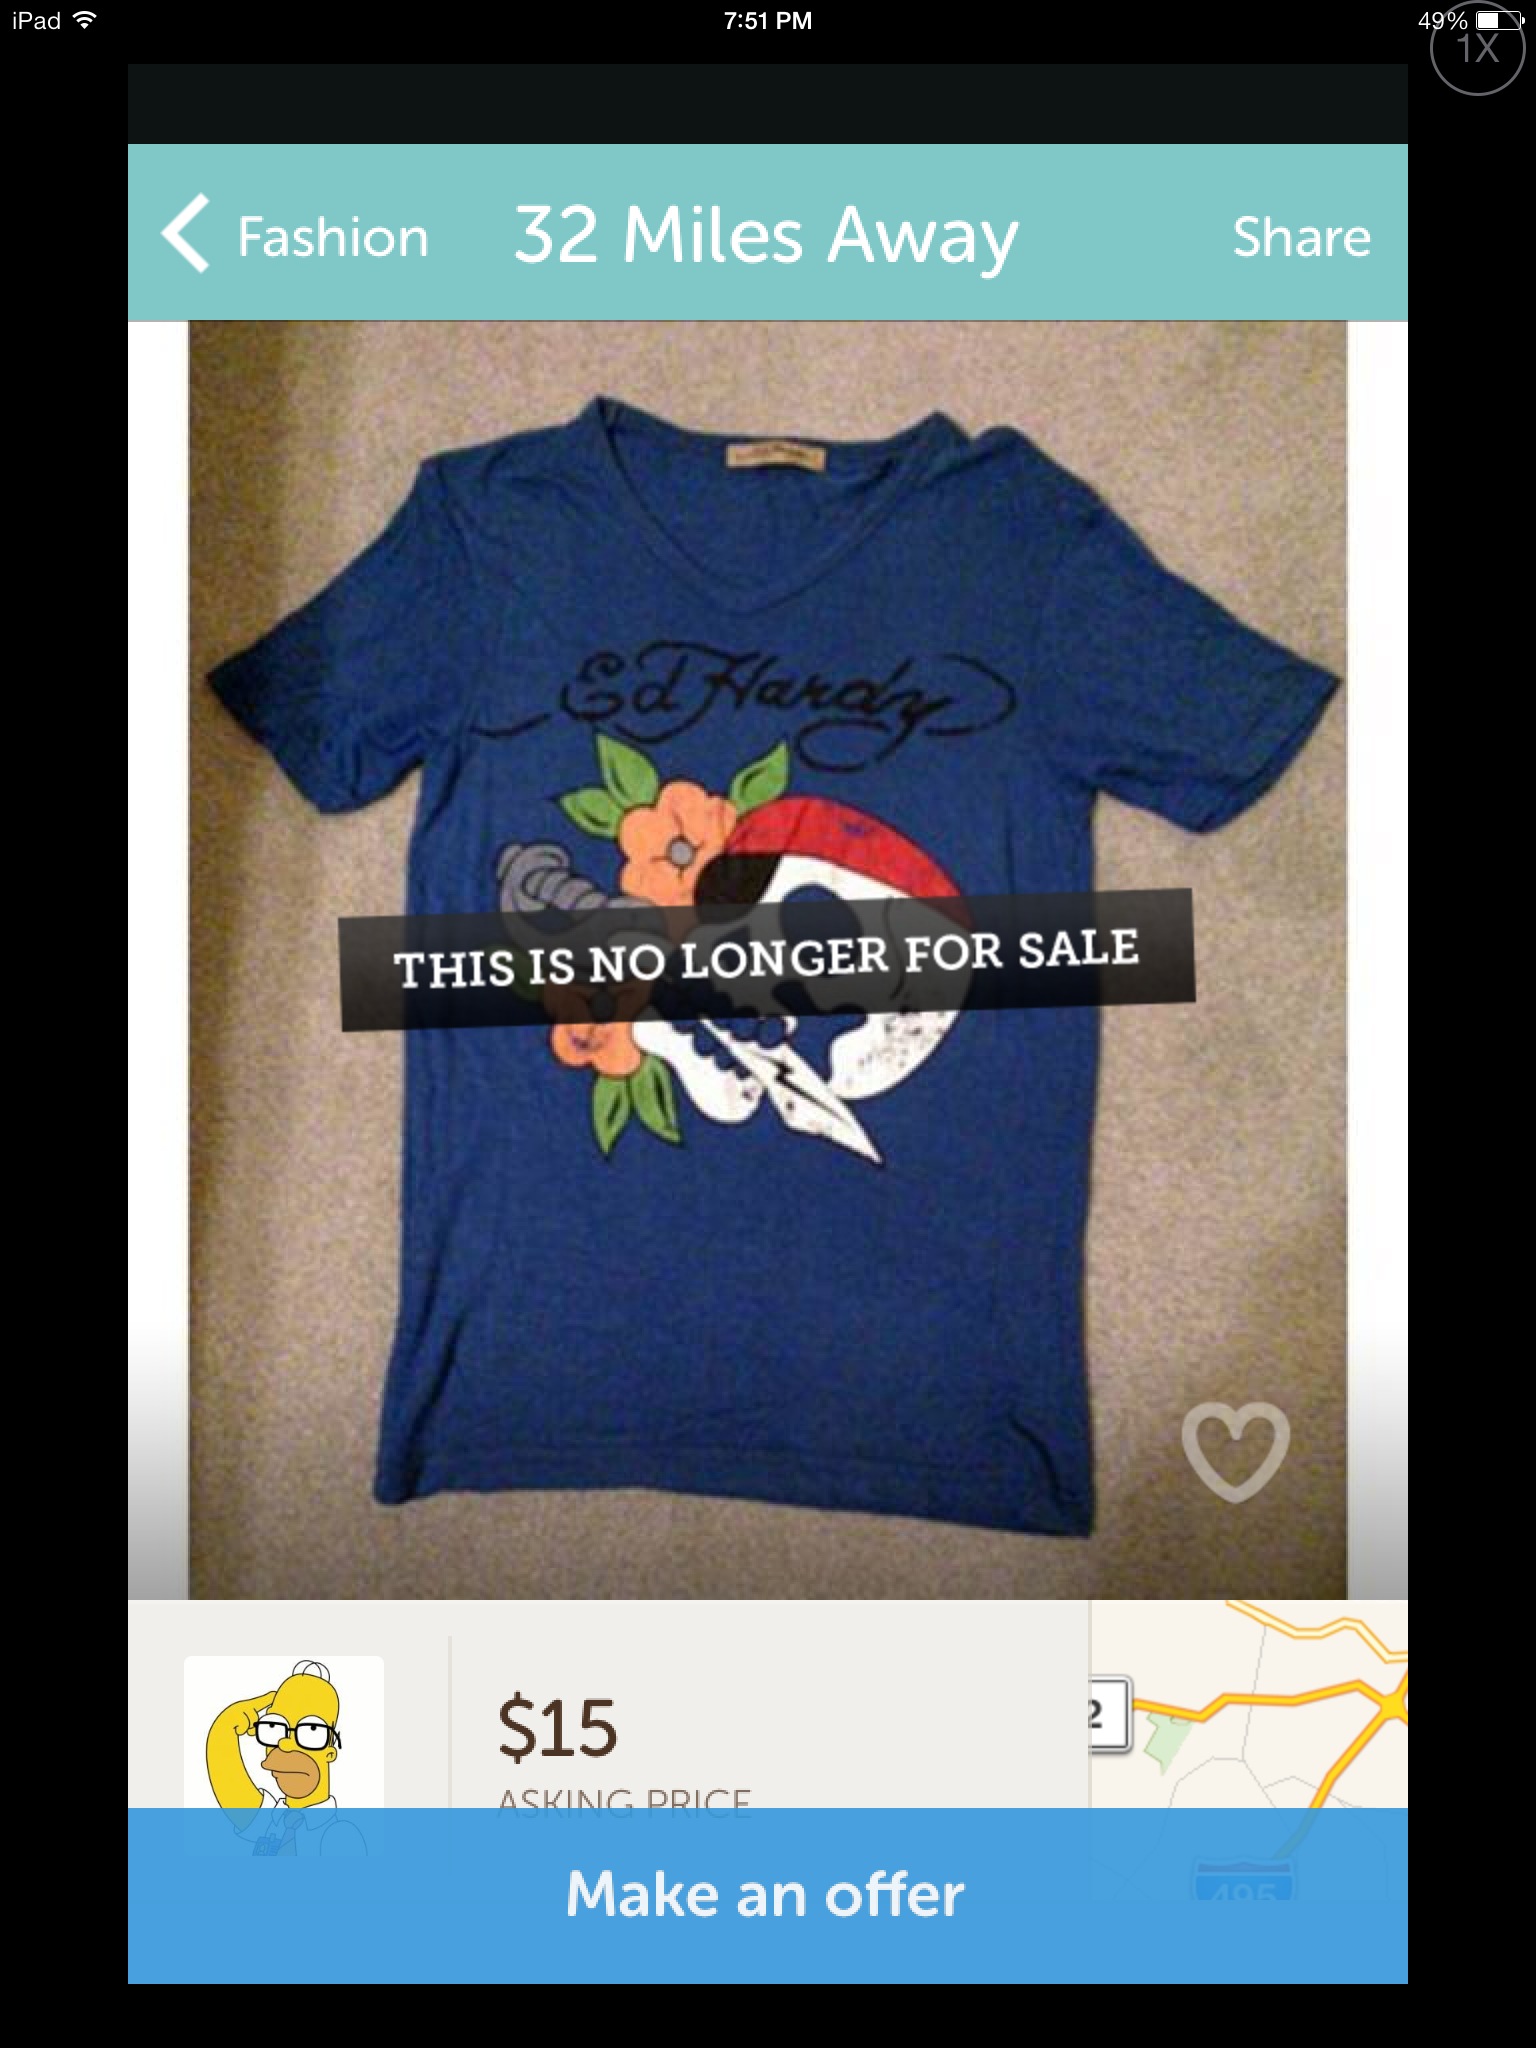 iPad 7:51 PM 49%
1X
Fashion 32 Miles Away Share
Ed Hardy
THIS IS NO LONGER FOR SALE
$15
2
ASKING PRICE
495
Make an offer